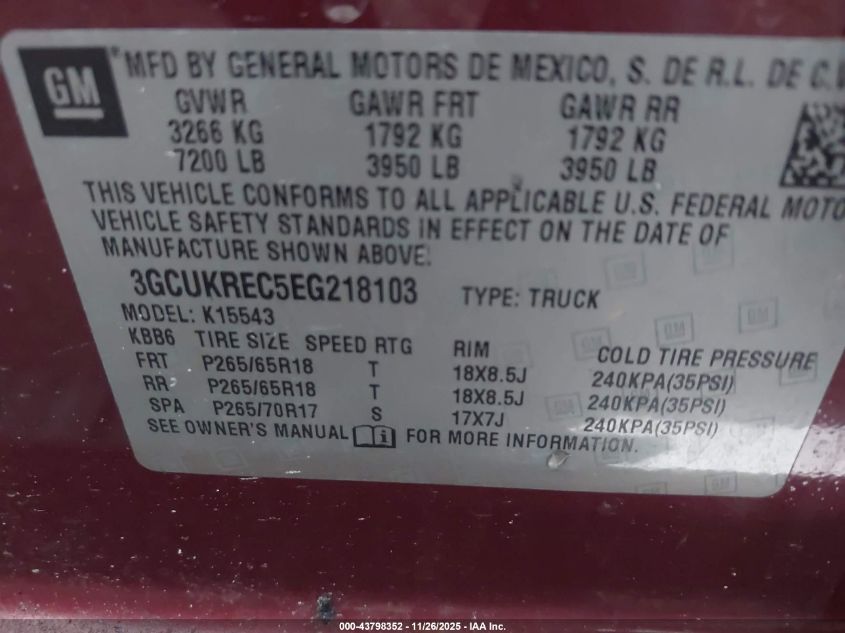 GM
® MFD BY GENERAL MOTORS DE MEXICO, S. DE R.L. DE C.V
GVWR GAWR FRT GAWR RR
3266 KG 1792 KG 1792 KG
7200 LB 3950 LB 3950 LB
THIS VEHICLE CONFORMS TO ALL APPLICABLE U.S. FEDERAL MOTO
VEHICLE SAFETY STANDARDS IN EFFECT ON THE DATE OF
MANUFACTURE SHOWN ABOVE.
3GCUKREC5EG218103 TYPE: TRUCK
MODEL: K15543
KBB6 TIRE SIZE SPEED RTG RIM COLD TIRE PRESSURE
FRT P265/65R18 T 18X8.5J 240KPA(35PSI)
RR P265/65R18 T 18X8.5J 240KPA(35PSI)
SPA P265/70R17 S 17X7J 240KPA(35PSI)
SEE OWNER'S MANUAL FOR MORE INFORMATION.
000-43798352 - 11/26/2025 - IAA Inc.